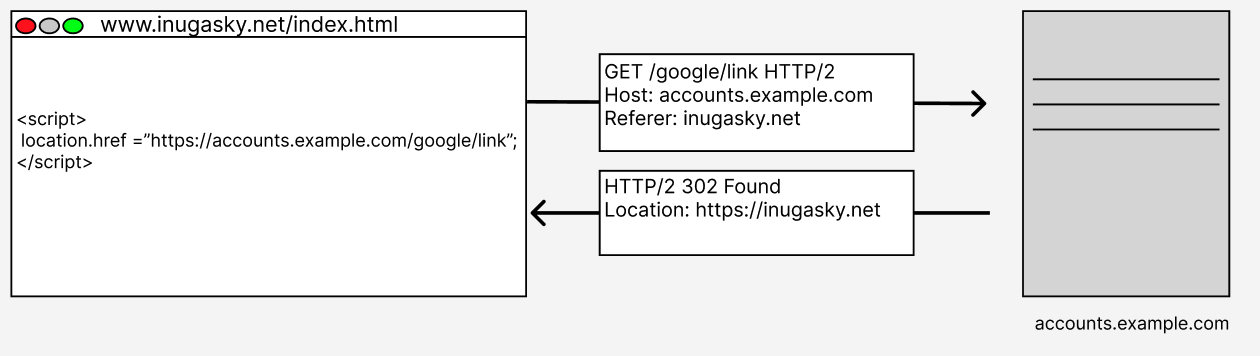 www.inugasky.net/index.html
<script>
location.href =”https://accounts.example.com/google/link”;
</script>
GET /google/link HTTP/2
Host: accounts.example.com
Referer: inugasky.net
HTTP/2 302 Found
Location: https://inugasky.net
accounts.example.com